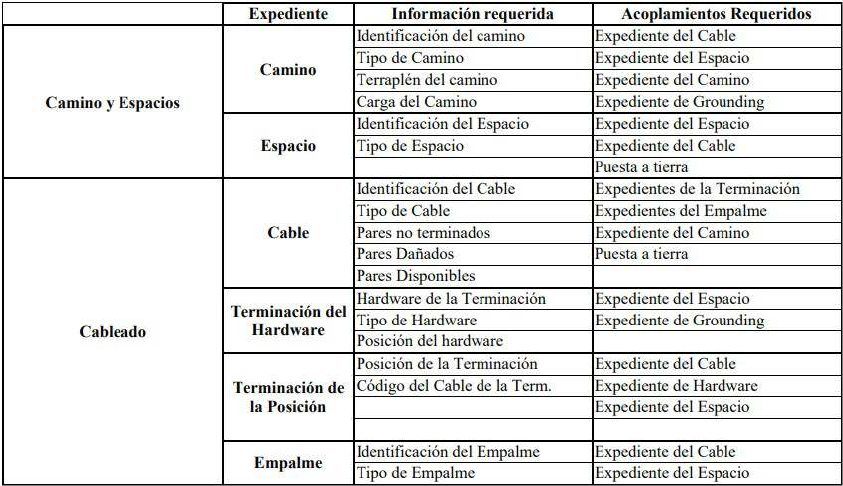 Expediente Información requerida Acoplamientos Requeridos
Camino y Espacios
Camino
Identificación del camino Expediente del Cable
Tipo de Camino Expediente del Espacio
Terraplén del camino Expediente del Camino
Carga del Camino Expediente de Grounding
Espacio
Identificación del Espacio Expediente del Espacio
Tipo de Espacio Expediente del Cable
Puesta a tierra
Cableado
Cable
Identificación del Cable Expedientes de la Terminación
Tipo de Cable Expedientes del Empalme
Pares no terminados Expediente del Camino
Pares Dañados Puesta a tierra
Pares Disponibles
Terminación del
Hardware
Hardware de la Terminación Expediente del Espacio
Tipo de Hardware Expediente de Grounding
Posición del hardware
Terminación de
la Posición
Posición de la Terminación Expediente del Cable
Código del Cable de la Term. Expediente de Hardware
Expediente del Espacio
Empalme
Identificación del Empalme Expediente del Cable
Tipo de Empalme Expediente del Espacio